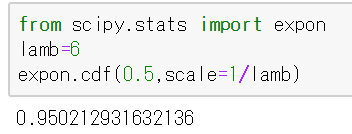 from scipy.stats import expon
lamb=6
expon.cdf(0.5,scale=1/lamb)
0.950212931632136